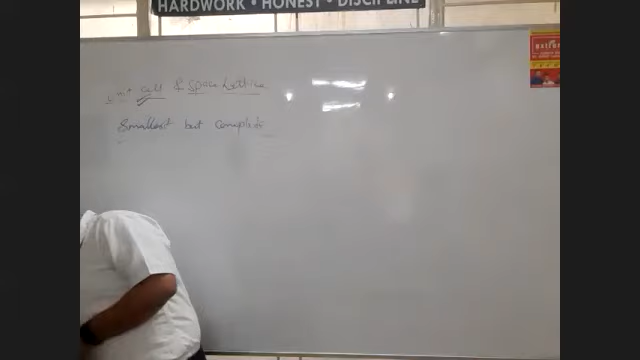 HARDWORK • HONEST • DISCIPLINE
Unit cell & Space Lattice
Smallest but complete